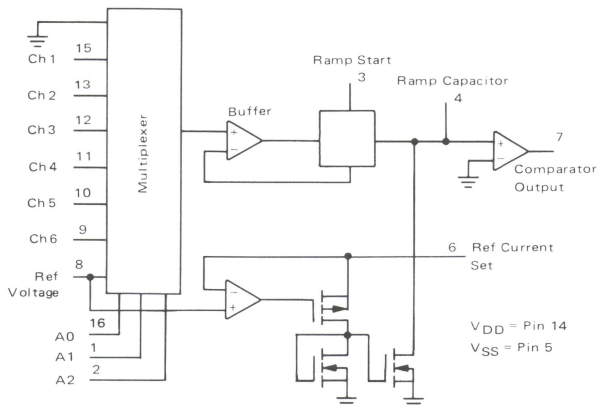 Ch 1 15
Ch 2 13
Ch 3 12
Ch 4 11
Ch 5 10
Ch 6 9
Ref Voltage 8
A0 16
A1 1
A2 2
Multiplexer
Buffer
+
−
Ramp Start
3
Ramp Capacitor
4
+
−
7
Comparator
Output
−
+
6 Ref Current
Set
VDD = Pin 14
VSS = Pin 5